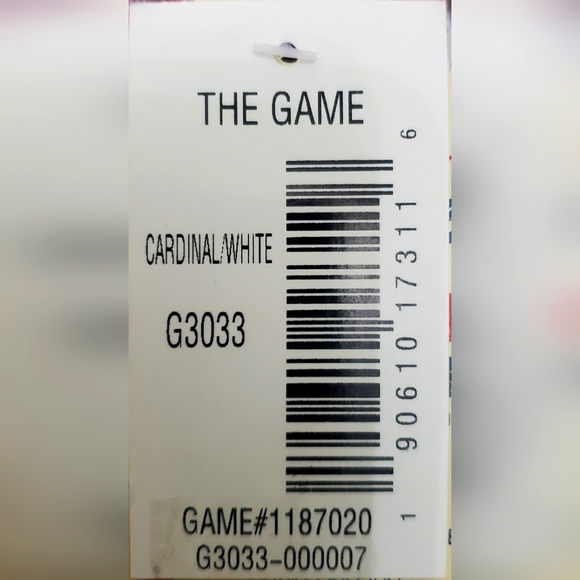 THE GAME
CARDINAL/WHITE
G3033
1 90610 17311 6
GAME#1187020
G3033-000007